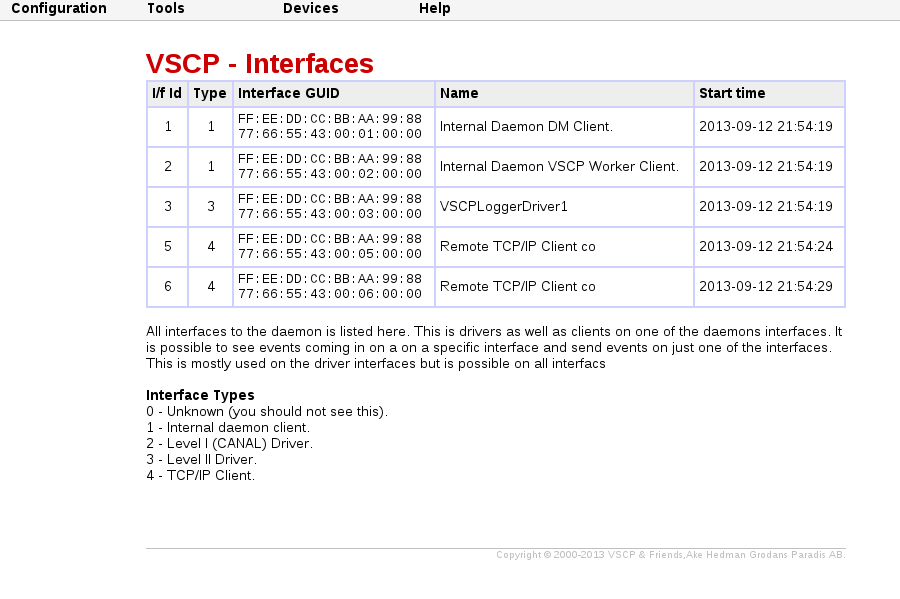 Configuration Tools Devices Help
VSCP - Interfaces
I/f Id Type Interface GUID Name Start time
1 1 FF:EE:DD:CC:BB:AA:99:88 Internal Daemon DM Client. 2013-09-12 21:54:19
77:66:55:43:00:01:00:00
2 1 FF:EE:DD:CC:BB:AA:99:88 Internal Daemon VSCP Worker Client. 2013-09-12 21:54:19
77:66:55:43:00:02:00:00
3 3 FF:EE:DD:CC:BB:AA:99:88 VSCPLoggerDriver1 2013-09-12 21:54:19
77:66:55:43:00:03:00:00
5 4 FF:EE:DD:CC:BB:AA:99:88 Remote TCP/IP Client co 2013-09-12 21:54:24
77:66:55:43:00:05:00:00
6 4 FF:EE:DD:CC:BB:AA:99:88 Remote TCP/IP Client co 2013-09-12 21:54:29
77:66:55:43:00:06:00:00
All interfaces to the daemon is listed here. This is drivers as well as clients on one of the daemons interfaces. It
is possible to see events coming in on a on a specific interface and send events on just one of the interfaces.
This is mostly used on the driver interfaces but is possible on all interfacs
Interface Types
0 - Unknown (you should not see this).
1 - Internal daemon client.
2 - Level I (CANAL) Driver.
3 - Level II Driver.
4 - TCP/IP Client.
Copyright © 2000-2013 VSCP & Friends,Ake Hedman Grodans Paradis AB.